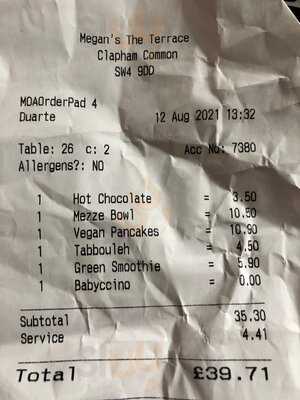 Megan's The Terrace
Clapham Common
SW4 9DD
MOAOrderPad 4
Duarte 12 Aug 2021 13:32
Table: 26 c: 2 Acc No: 7380
Allergens?: NO
1 Hot Chocolate = 3.50
1 Mezze Bowl = 10.50
1 Vegan Pancakes = 10.90
1 Tabbouleh = 4.50
1 Green Smoothie = 5.90
1 Babyccino = 0.00
Subtotal 35.30
Service 4.41
Total £39.71